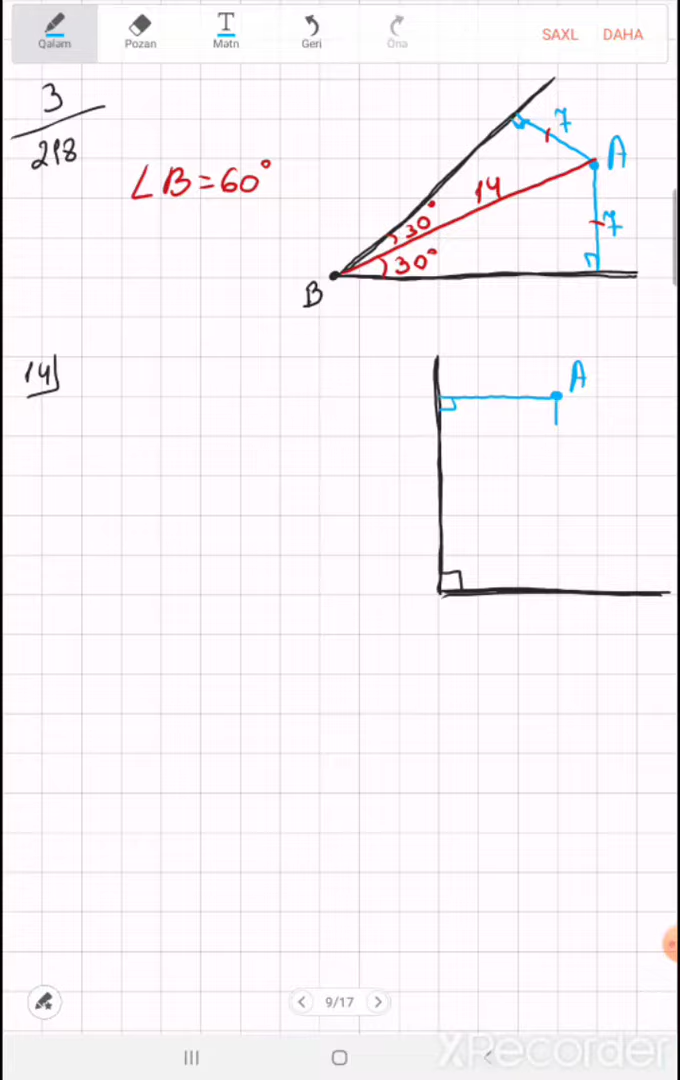 Qələm Pozan Mətn Geri Önə SAXL DAHA
3
218
∠B=60°
7
A
14
7
30°
30°
B
14)
A
9/17
XRecorder